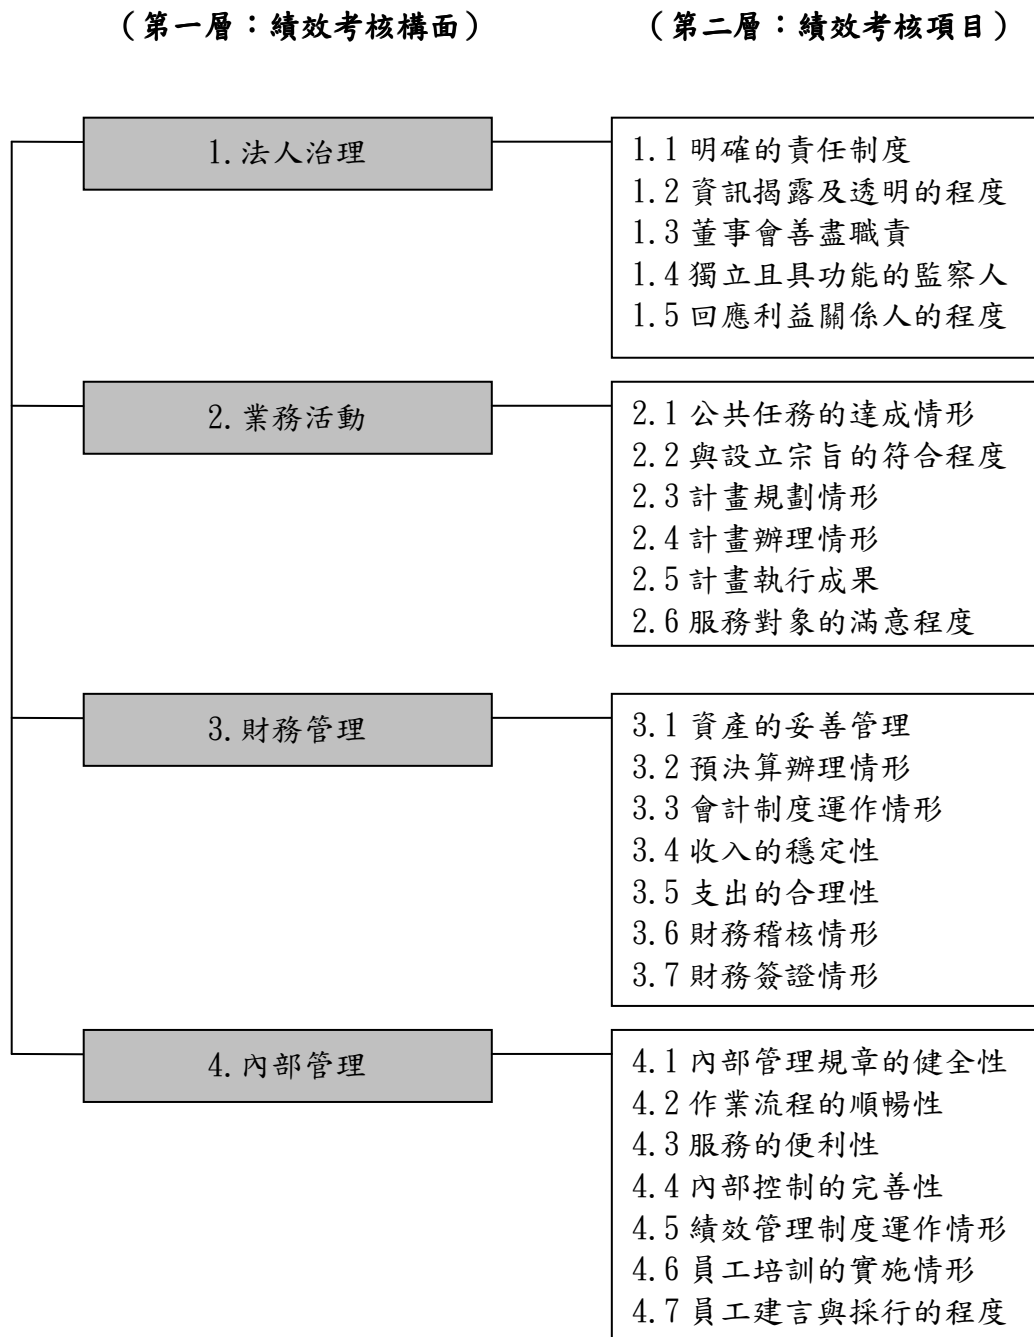 （第一層：績效考核構面）
（第二層：績效考核項目）
1.法人治理
1.1 明確的責任制度
1.2 資訊揭露及透明的程度
1.3 董事會善盡職責
1.4 獨立且具功能的監察人
1.5 回應利益關係人的程度
2.業務活動
2.1 公共任務的達成情形
2.2 與設立宗旨的符合程度
2.3 計畫規劃情形
2.4 計畫辦理情形
2.5 計畫執行成果
2.6 服務對象的滿意程度
3.財務管理
3.1 資產的妥善管理
3.2 預決算辦理情形
3.3 會計制度運作情形
3.4 收入的穩定性
3.5 支出的合理性
3.6 財務稽核情形
3.7 財務簽證情形
4.內部管理
4.1 內部管理規章的健全性
4.2 作業流程的順暢性
4.3 服務的便利性
4.4 內部控制的完善性
4.5 績效管理制度運作情形
4.6 員工培訓的實施情形
4.7 員工建言與採行的程度